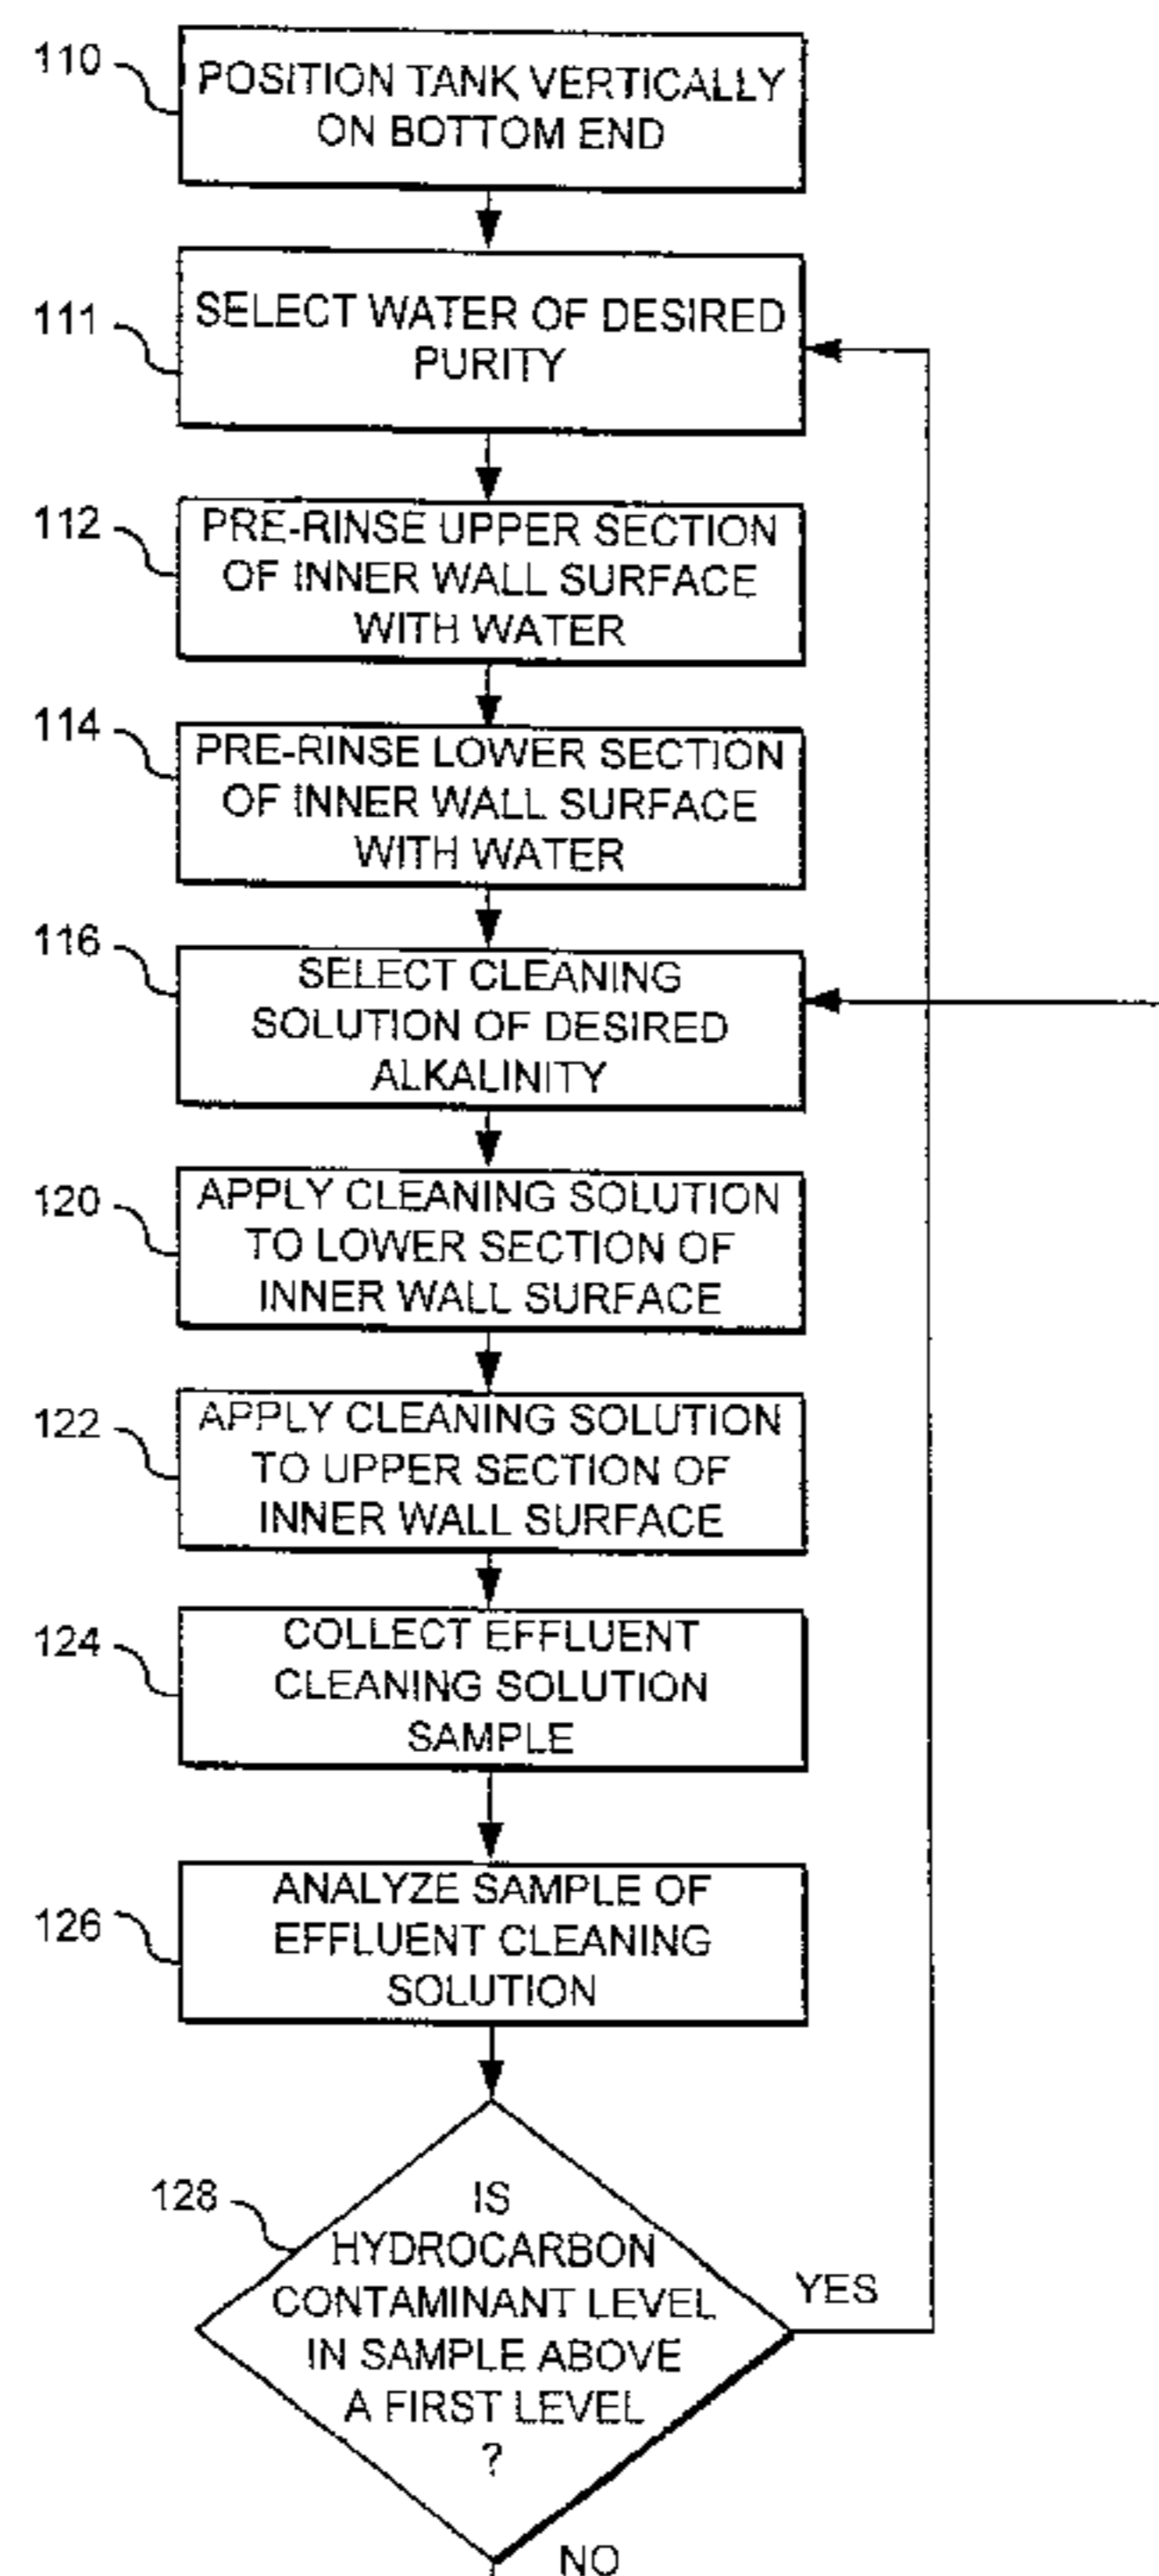 110
POSITION TANK VERTICALLY
ON BOTTOM END
111
SELECT WATER OF DESIRED
PURITY
112
PRE-RINSE UPPER SECTION
OF INNER WALL SURFACE
WITH WATER
114
PRE-RINSE LOWER SECTION
OF INNER WALL SURFACE
WITH WATER
116
SELECT CLEANING
SOLUTION OF DESIRED
ALKALINITY
120
APPLY CLEANING SOLUTION
TO LOWER SECTION OF
INNER WALL SURFACE
122
APPLY CLEANING SOLUTION
TO UPPER SECTION OF
INNER WALL SURFACE
124
COLLECT EFFLUENT
CLEANING SOLUTION
SAMPLE
126
ANALYZE SAMPLE OF
EFFLUENT CLEANING
SOLUTION
128
IS
HYDROCARBON
CONTAMINANT LEVEL
IN SAMPLE ABOVE
A FIRST LEVEL
?
YES
NO